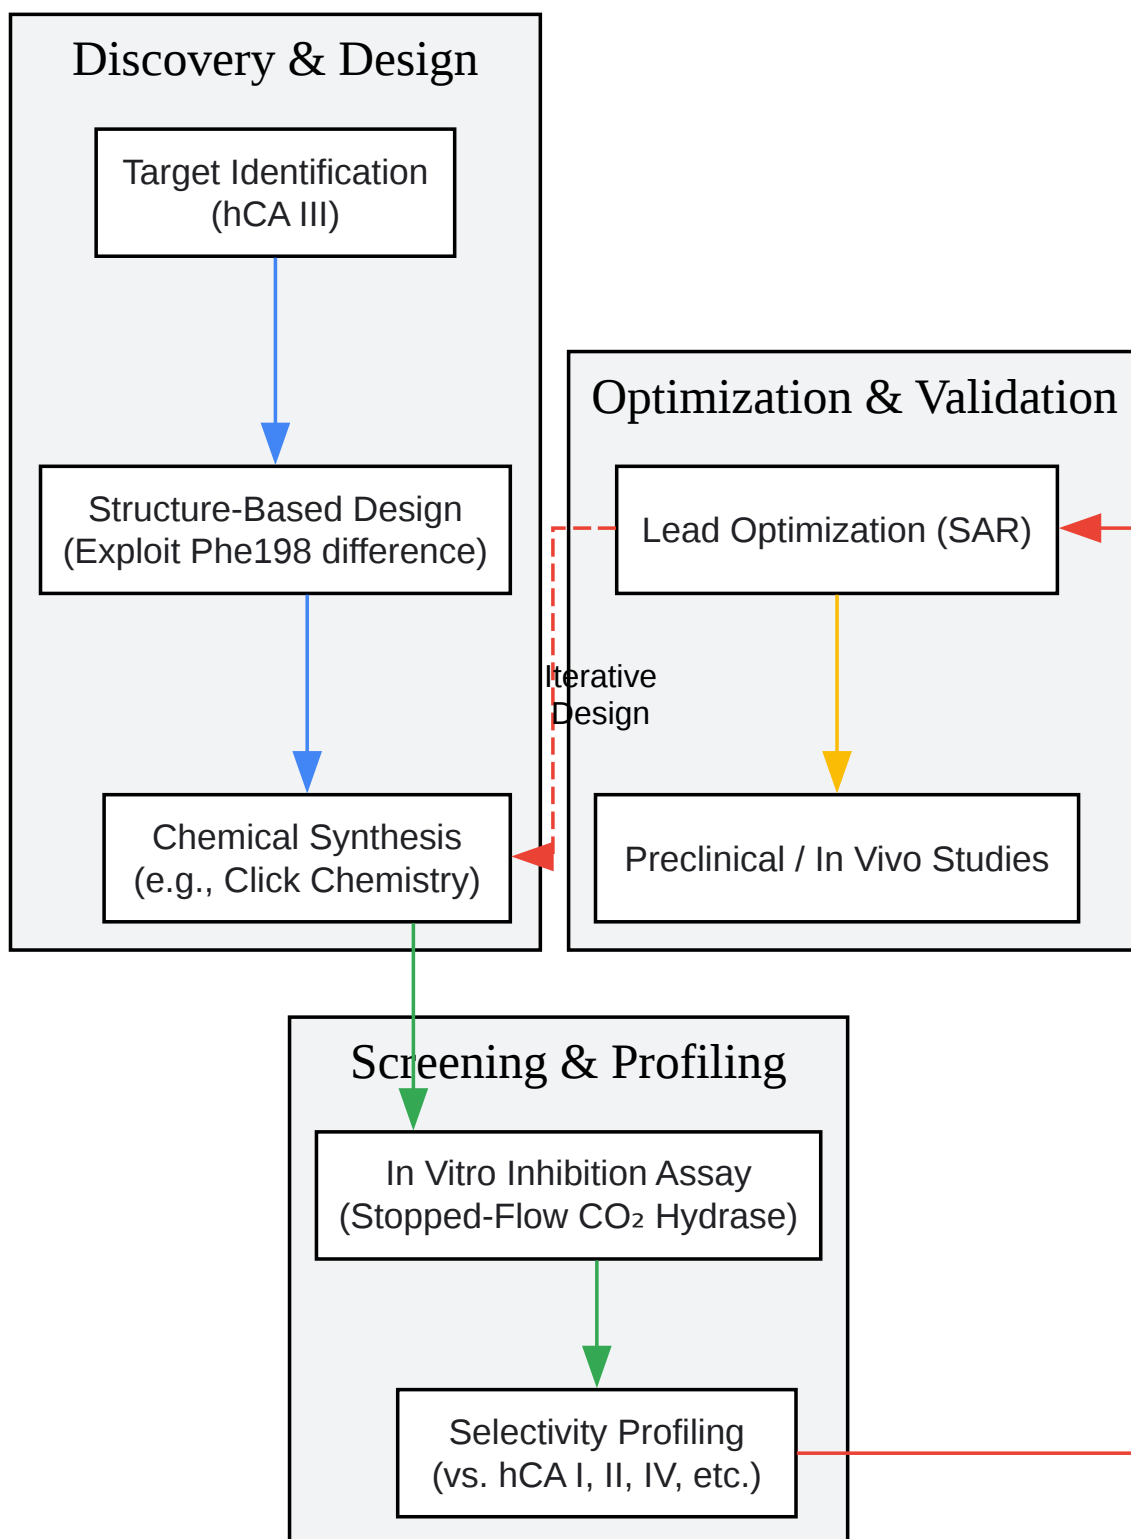 Discovery & Design
Target Identification
(hCA III)
Structure-Based Design
(Exploit Phe198 difference)
Chemical Synthesis
(e.g., Click Chemistry)
Optimization & Validation
Lead Optimization (SAR)
Iterative
Design
Preclinical / In Vivo Studies
Screening & Profiling
In Vitro Inhibition Assay
(Stopped-Flow CO₂ Hydrase)
Selectivity Profiling
(vs. hCA I, II, IV, etc.)